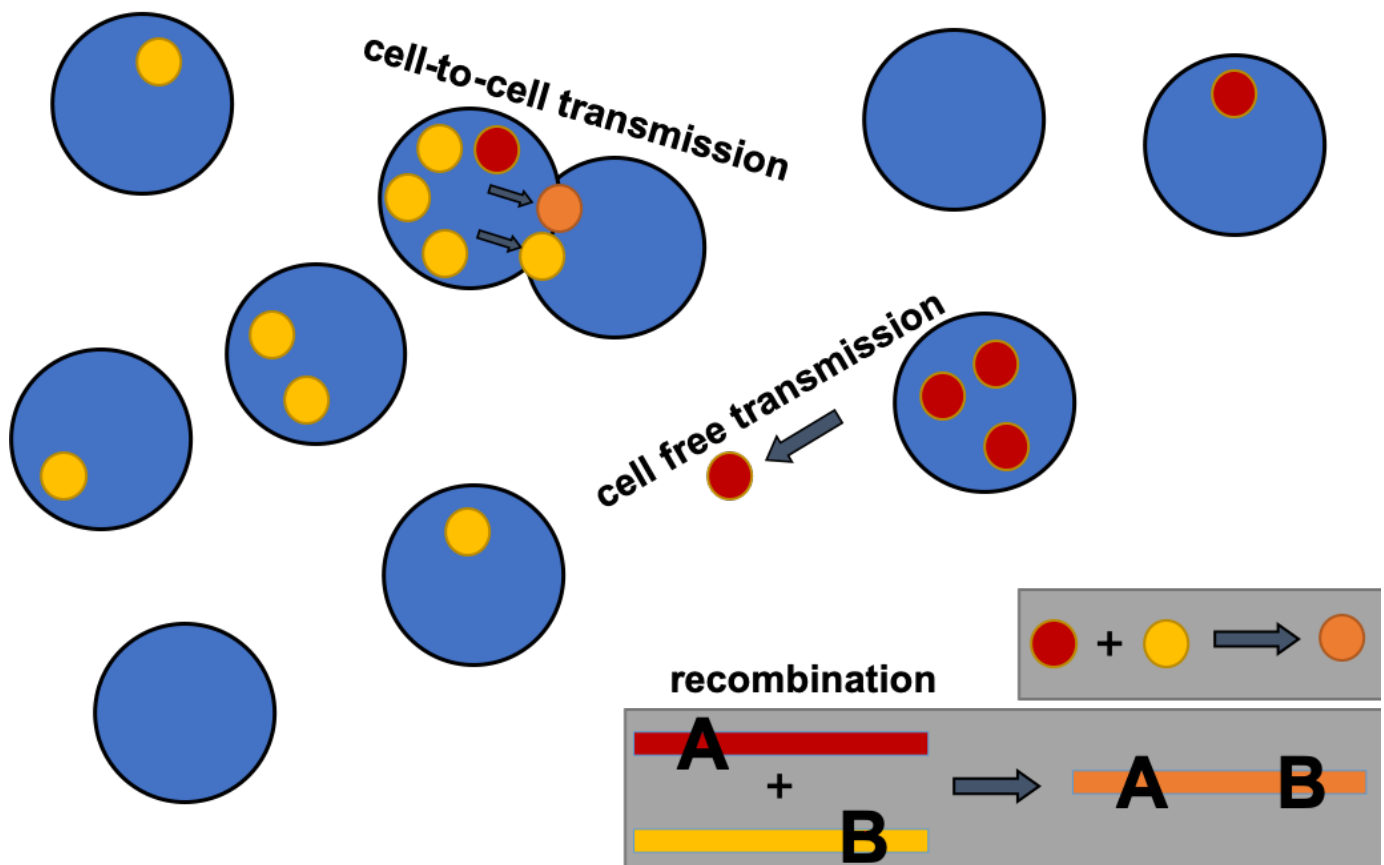 cell-to-cell transmission
cell free transmission
+
recombination
A
+
B
A B